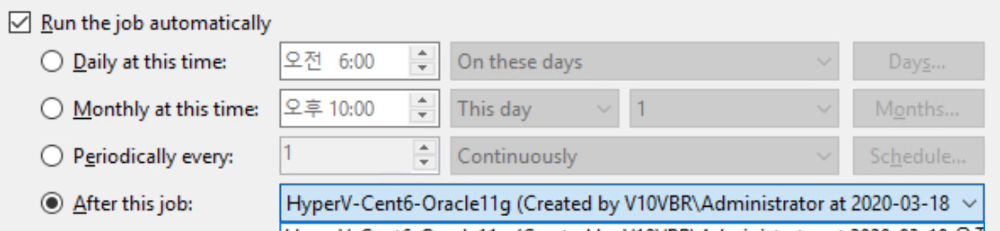 Run the job automatically
Daily at this time: 오전 6:00 On these days Days...
Monthly at this time: 오후 10:00 This day 1 Months...
Periodically every: 1 Continuously Schedule...
After this job: HyperV-Cent6-Oracle11g (Created by V10VBR\Administrator at 2020-03-18